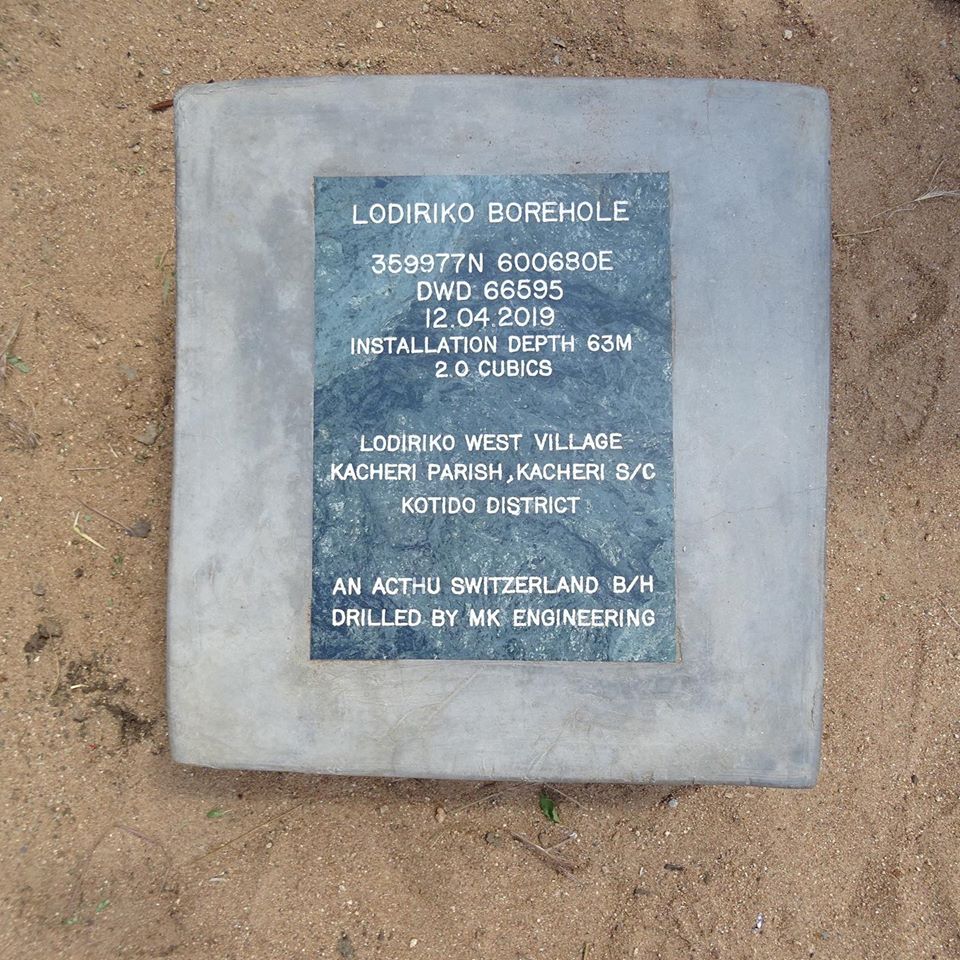 LODIRIKO BOREHOLE
359977N 600680E
DWD 66595
12.04.2019
INSTALLATION DEPTH 63M
2.0 CUBICS
LODIRIKO WEST VILLAGE
KACHERI PARISH, KACHERI S/C
KOTIDO DISTRICT
AN ACTHU SWITZERLAND B/H
DRILLED BY MK ENGINEERING